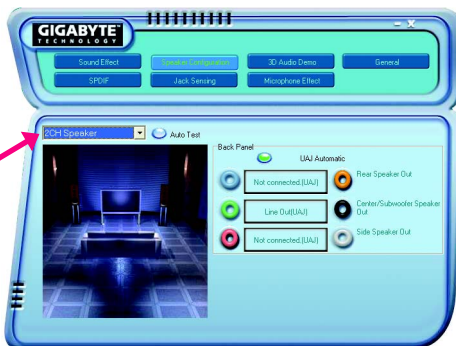 GIGABYTE™
TECHNOLOGY
Sound Effect
Speaker Configuration
3D Audio Demo
General
SPDIF
Jack Sensing
Microphone Effect
2CH Speaker
Auto Test
Back Panel
UAJ Automatic
Not connected.(UAJ)
Rear Speaker Out
Line Out(UAJ)
Center/Subwoofer Speaker
Out
Not connected.(UAJ)
Side Speaker Out